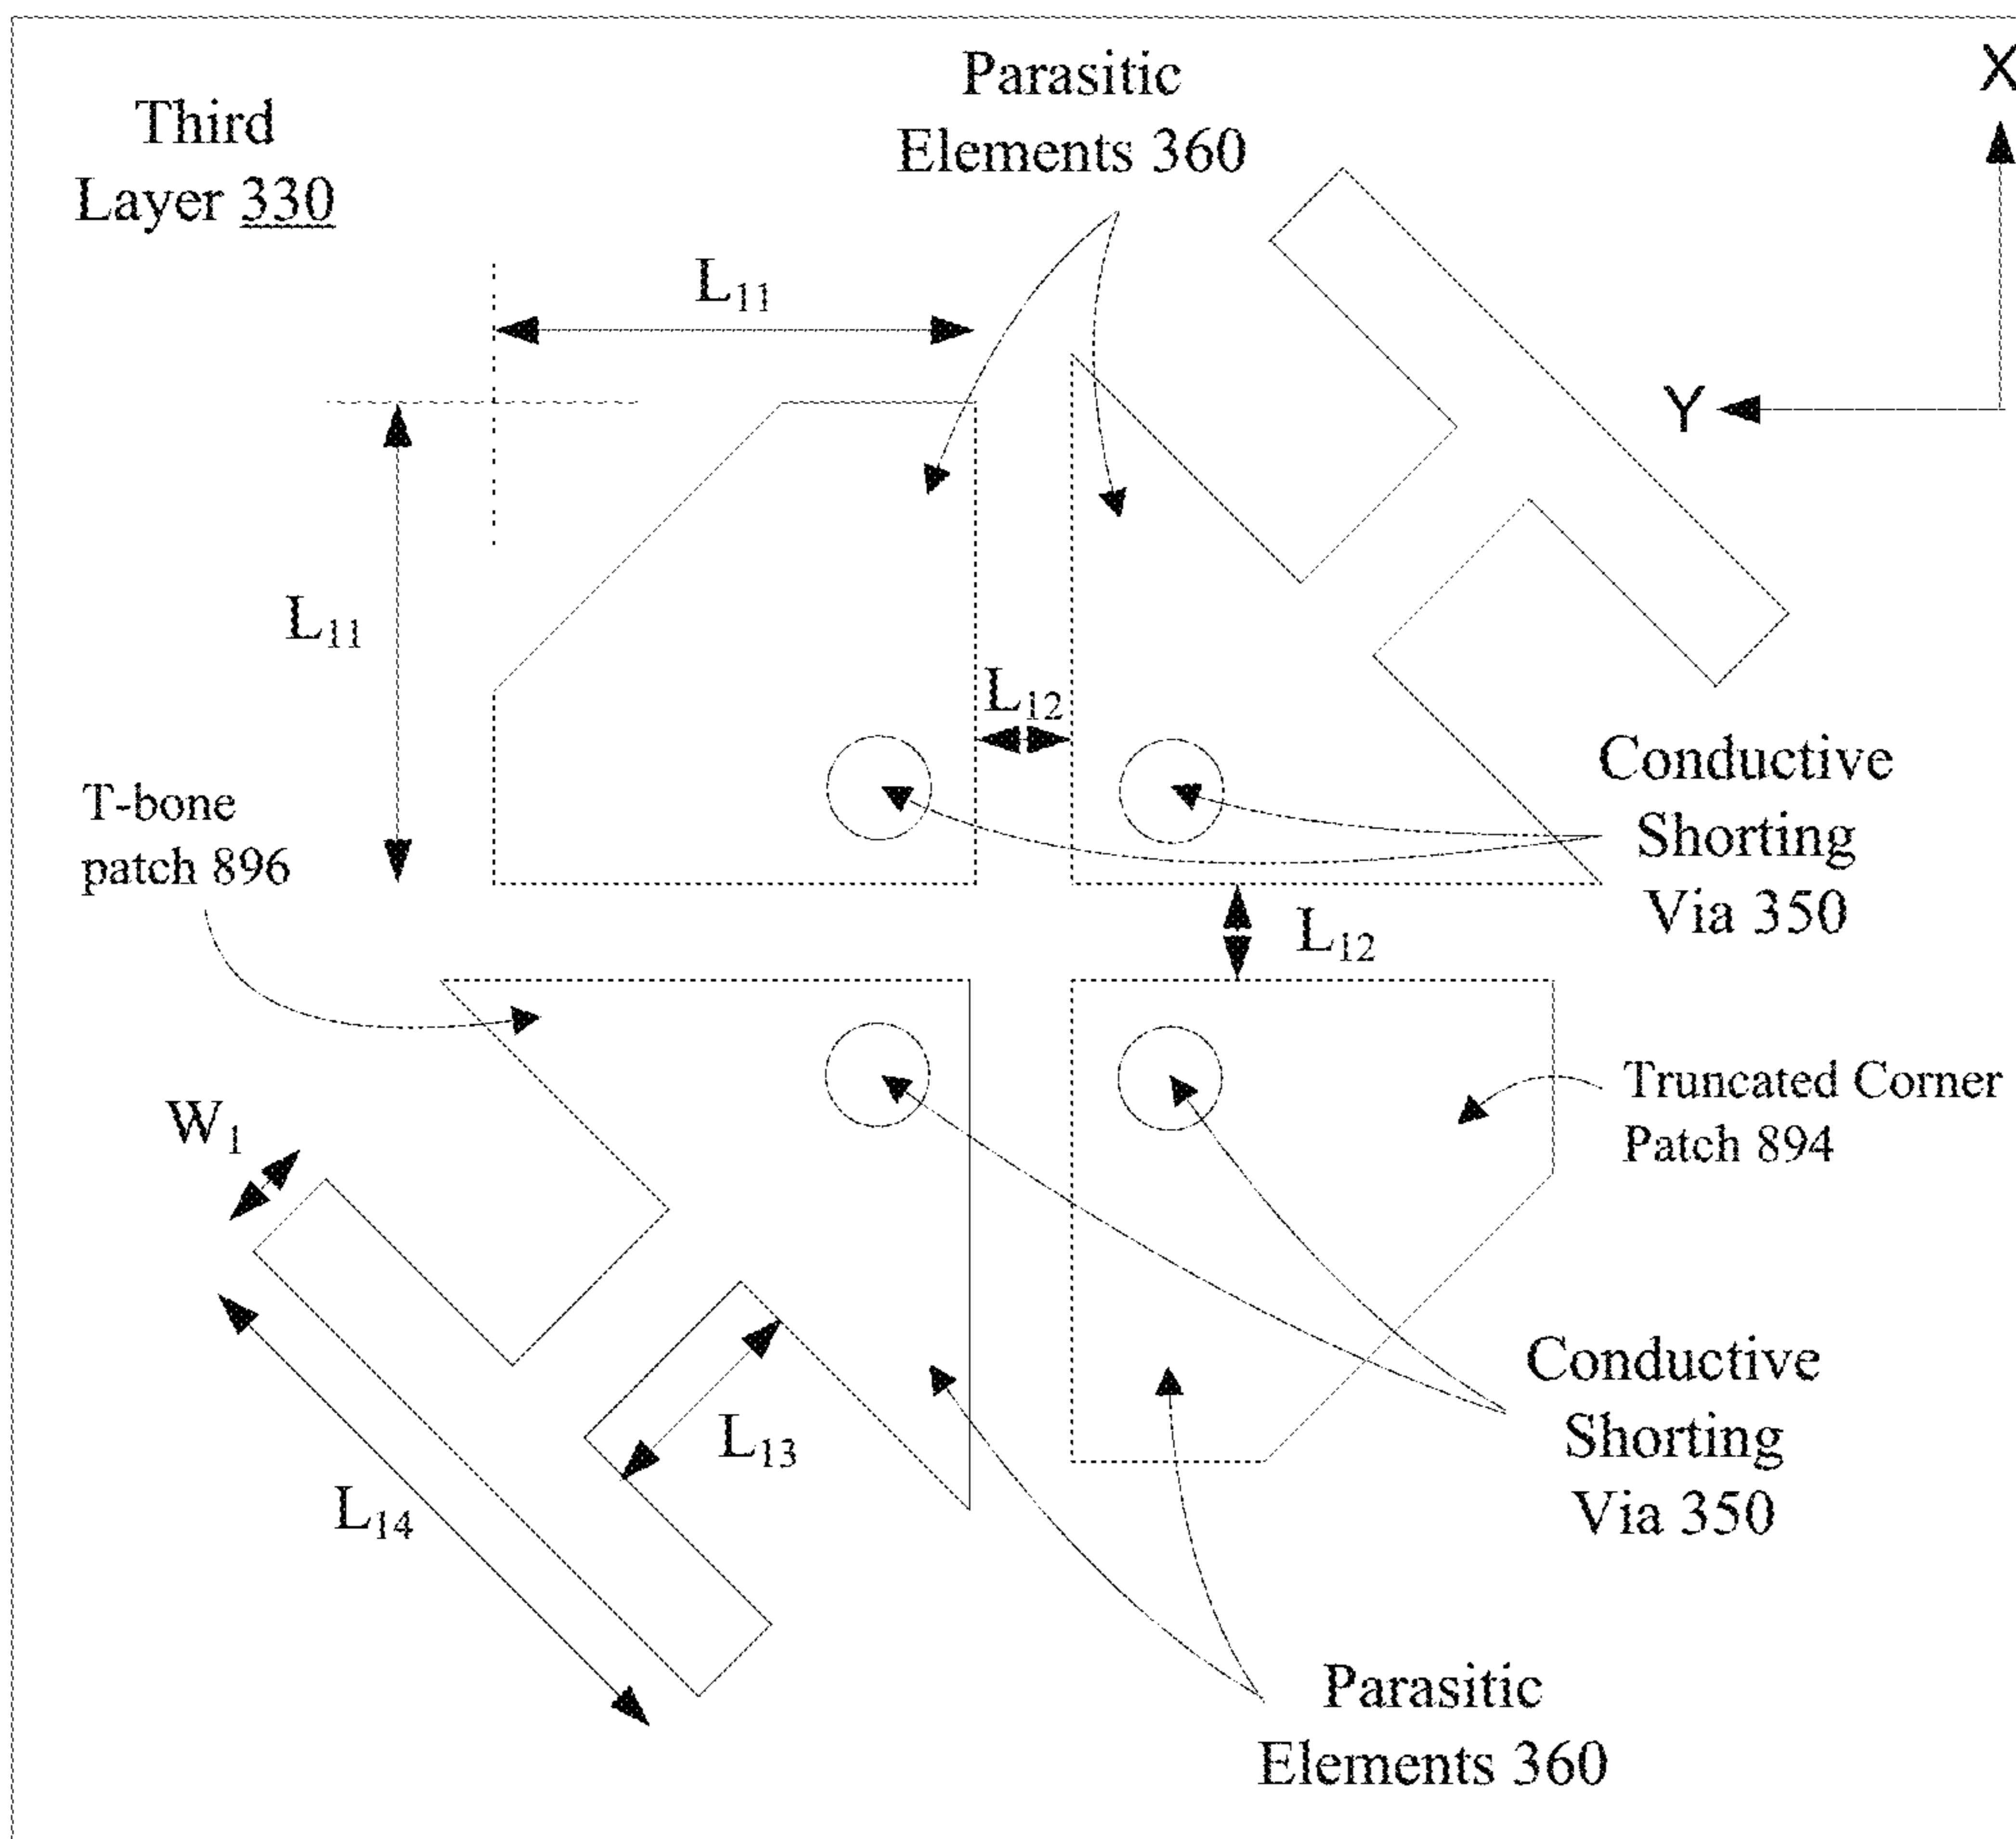 Third
Layer 330
Parasitic
Elements 360
X
Y
L11
L11
L12
Conductive
Shorting
Via 350
T-bone
patch 896
L12
W1
Truncated Corner
Patch 894
L13
L14
Conductive
Shorting
Via 350
Parasitic
Elements 360